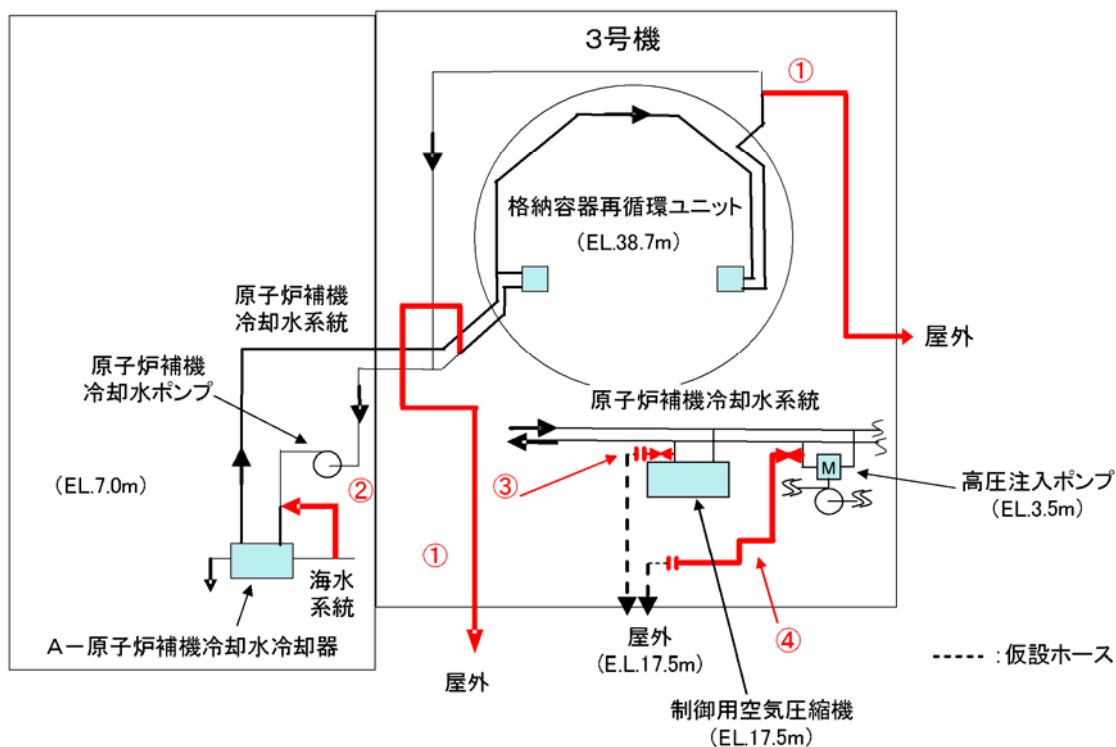 3号機
①
格納容器再循環ユニット
(EL.38.7m)
原子炉補機
冷却水系統
屋外
原子炉補機
冷却水ポンプ
原子炉補機冷却水系統
(EL.7.0m)
②
③
M
高圧注入ポンプ
(EL.3.5m)
①
海水
系統
④
A－原子炉補機冷却水冷却器
屋外
屋外
(E.L.17.5m)
-----：仮設ホース
制御用空気圧縮機
(EL.17.5m)